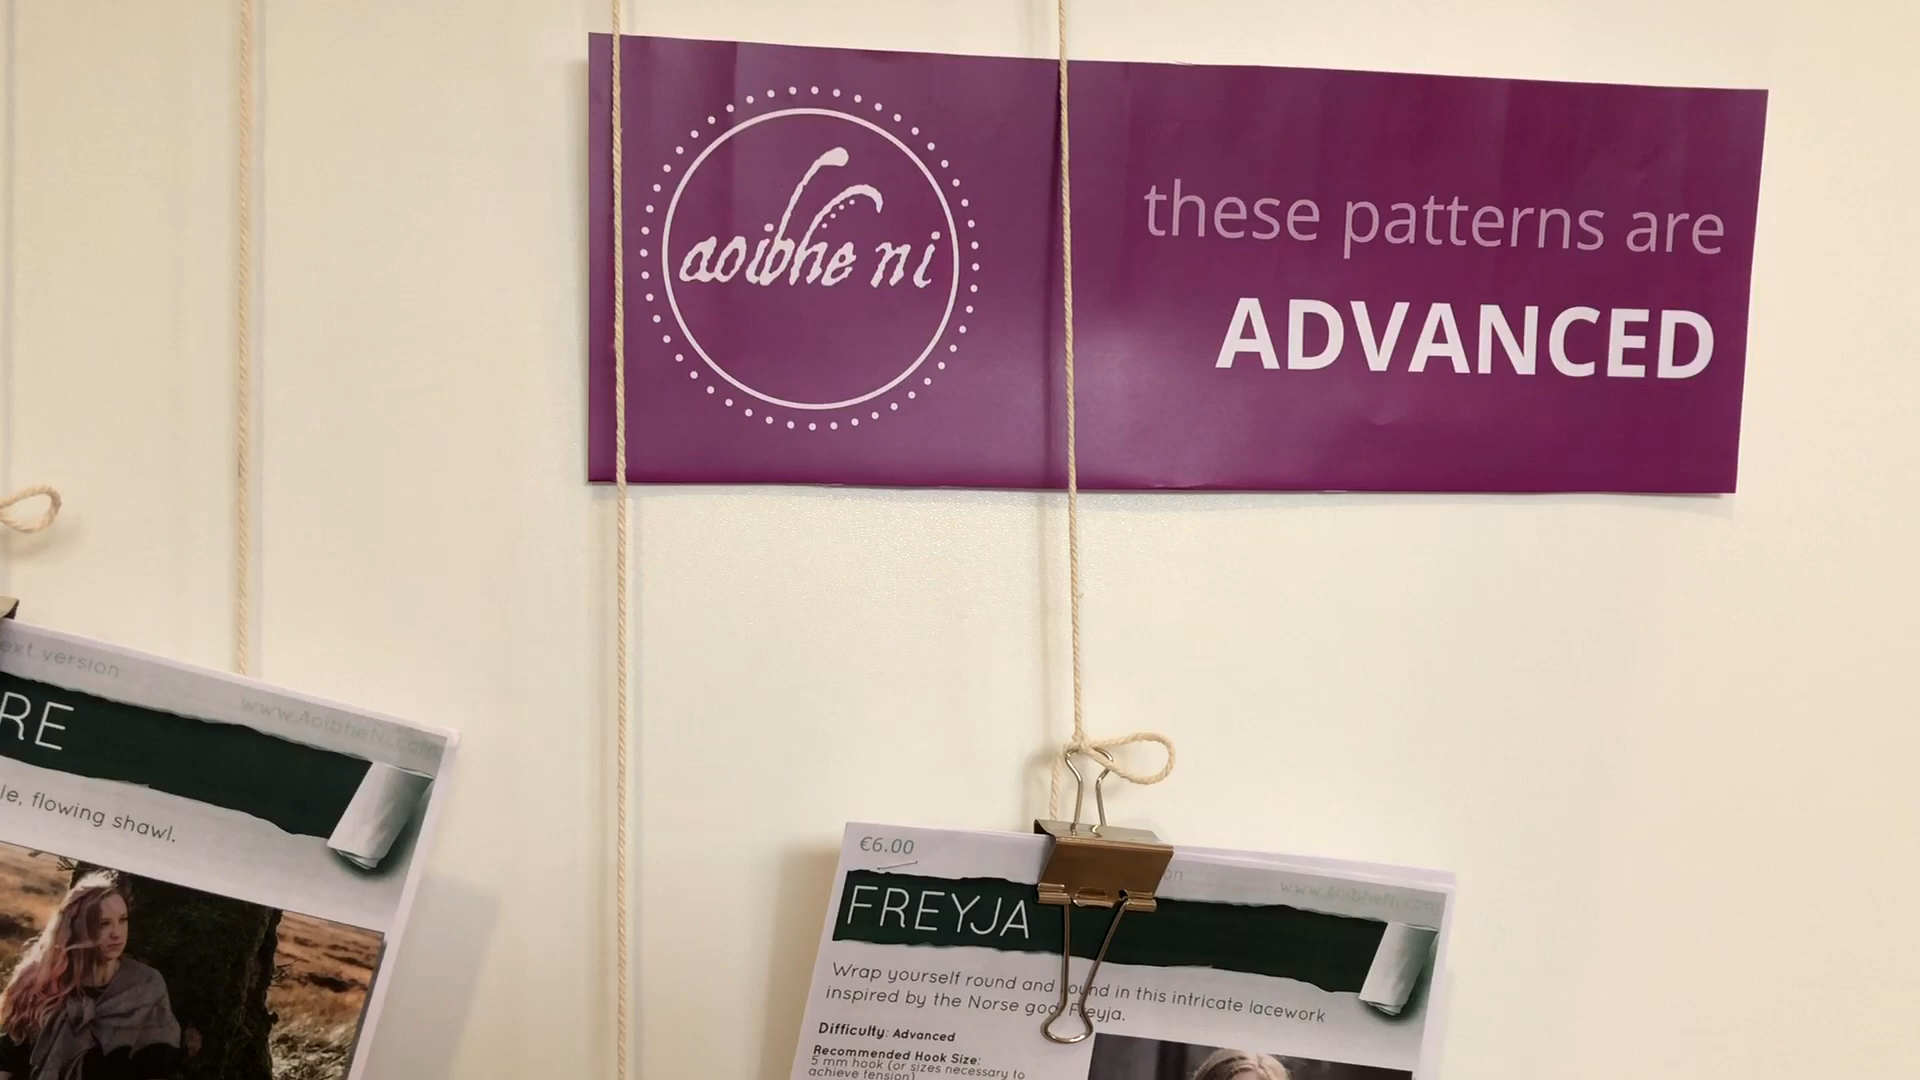 aoibhe ni
these patterns are
ADVANCED
ext version
www.AoibheNi.com
RE
le, flowing shawl.
€6.00
www.AoibheNi.com
FREYJA
Wrap yourself round and round in this intricate lacework
inspired by the Norse god Freyja.
Difficulty: Advanced
Recommended Hook Size:
5 mm hook (or sizes necessary to
achieve tension)